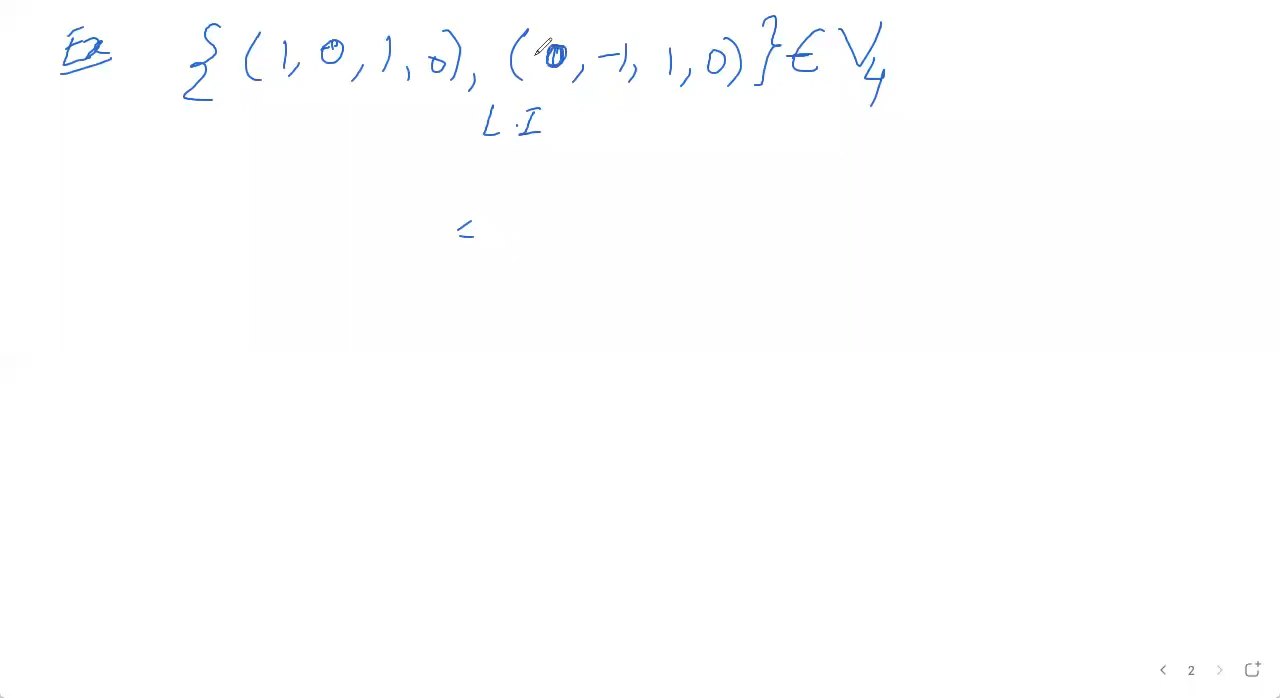 Ex {(1, 0, 1, 0), (0, -1, 1, 0)} ∈ V₄
L.I
=
2